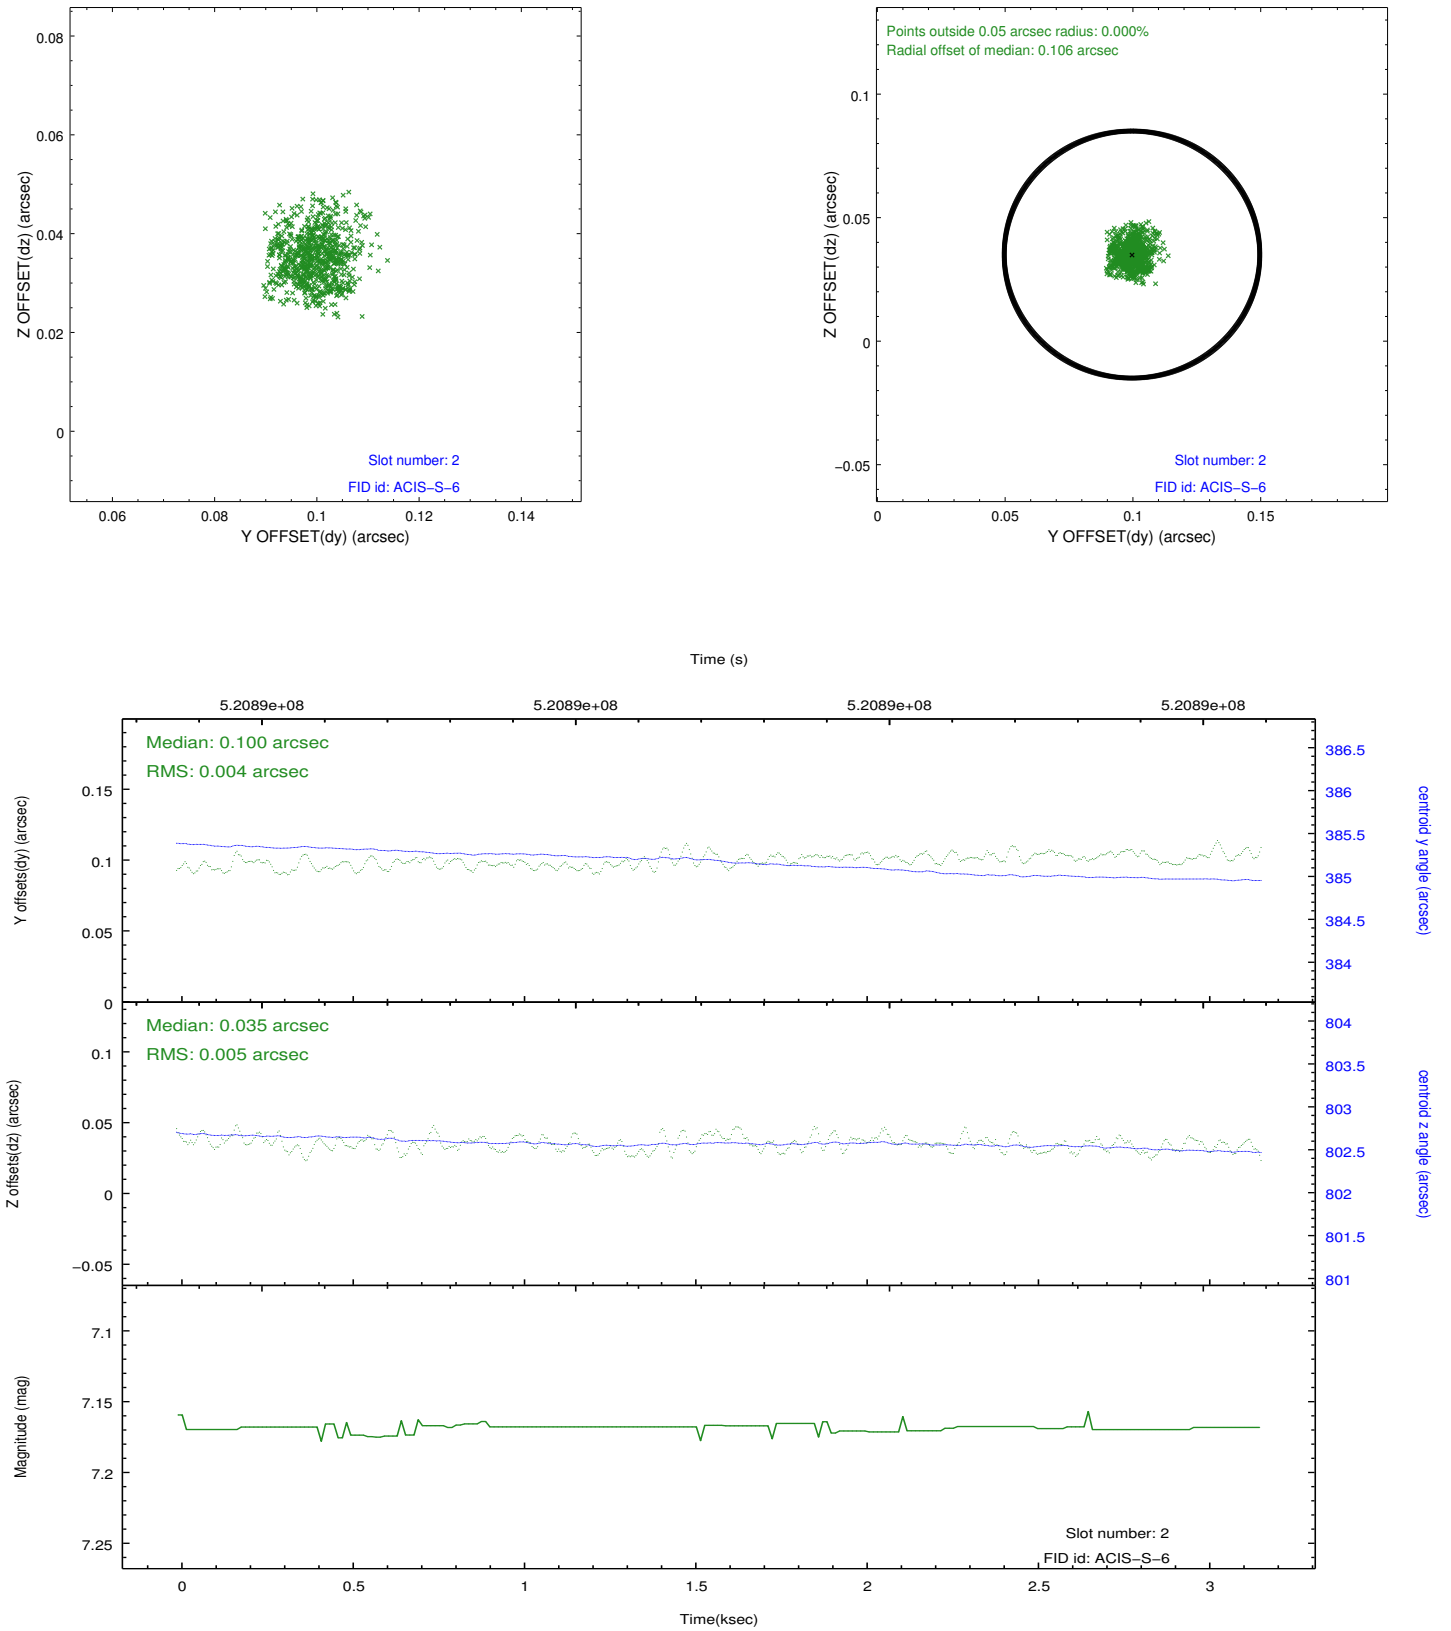 0.08
0.06
0.04
0.02
0
Z OFFSET(dz) (arcsec)
Slot number: 2
FID id: ACIS−S−6
0.06 0.08 0.1 0.12 0.14
Y OFFSET(dy) (arcsec)
Points outside 0.05 arcsec radius: 0.000%
Radial offset of median: 0.106 arcsec
0.1
0.05
0
−0.05
Z OFFSET(dz) (arcsec)
Slot number: 2
FID id: ACIS−S−6
0 0.05 0.1 0.15
Y OFFSET(dy) (arcsec)
Time (s)
5.2089e+08 5.2089e+08 5.2089e+08 5.2089e+08
Median: 0.100 arcsec
RMS: 0.004 arcsec
0.15
0.1
0.05
0
Y offsets(dy) (arcsec)
386.5
386
385.5
385
384.5
384
centroid y angle (arcsec)
Median: 0.035 arcsec
RMS: 0.005 arcsec
0.1
0.05
0
−0.05
Z offsets(dz) (arcsec)
804
803.5
803
802.5
802
801.5
801
centroid z angle (arcsec)
7.1
7.15
7.2
7.25
Magnitude (mag)
Slot number: 2
FID id: ACIS−S−6
0 0.5 1 1.5 2 2.5 3
Time(ksec)